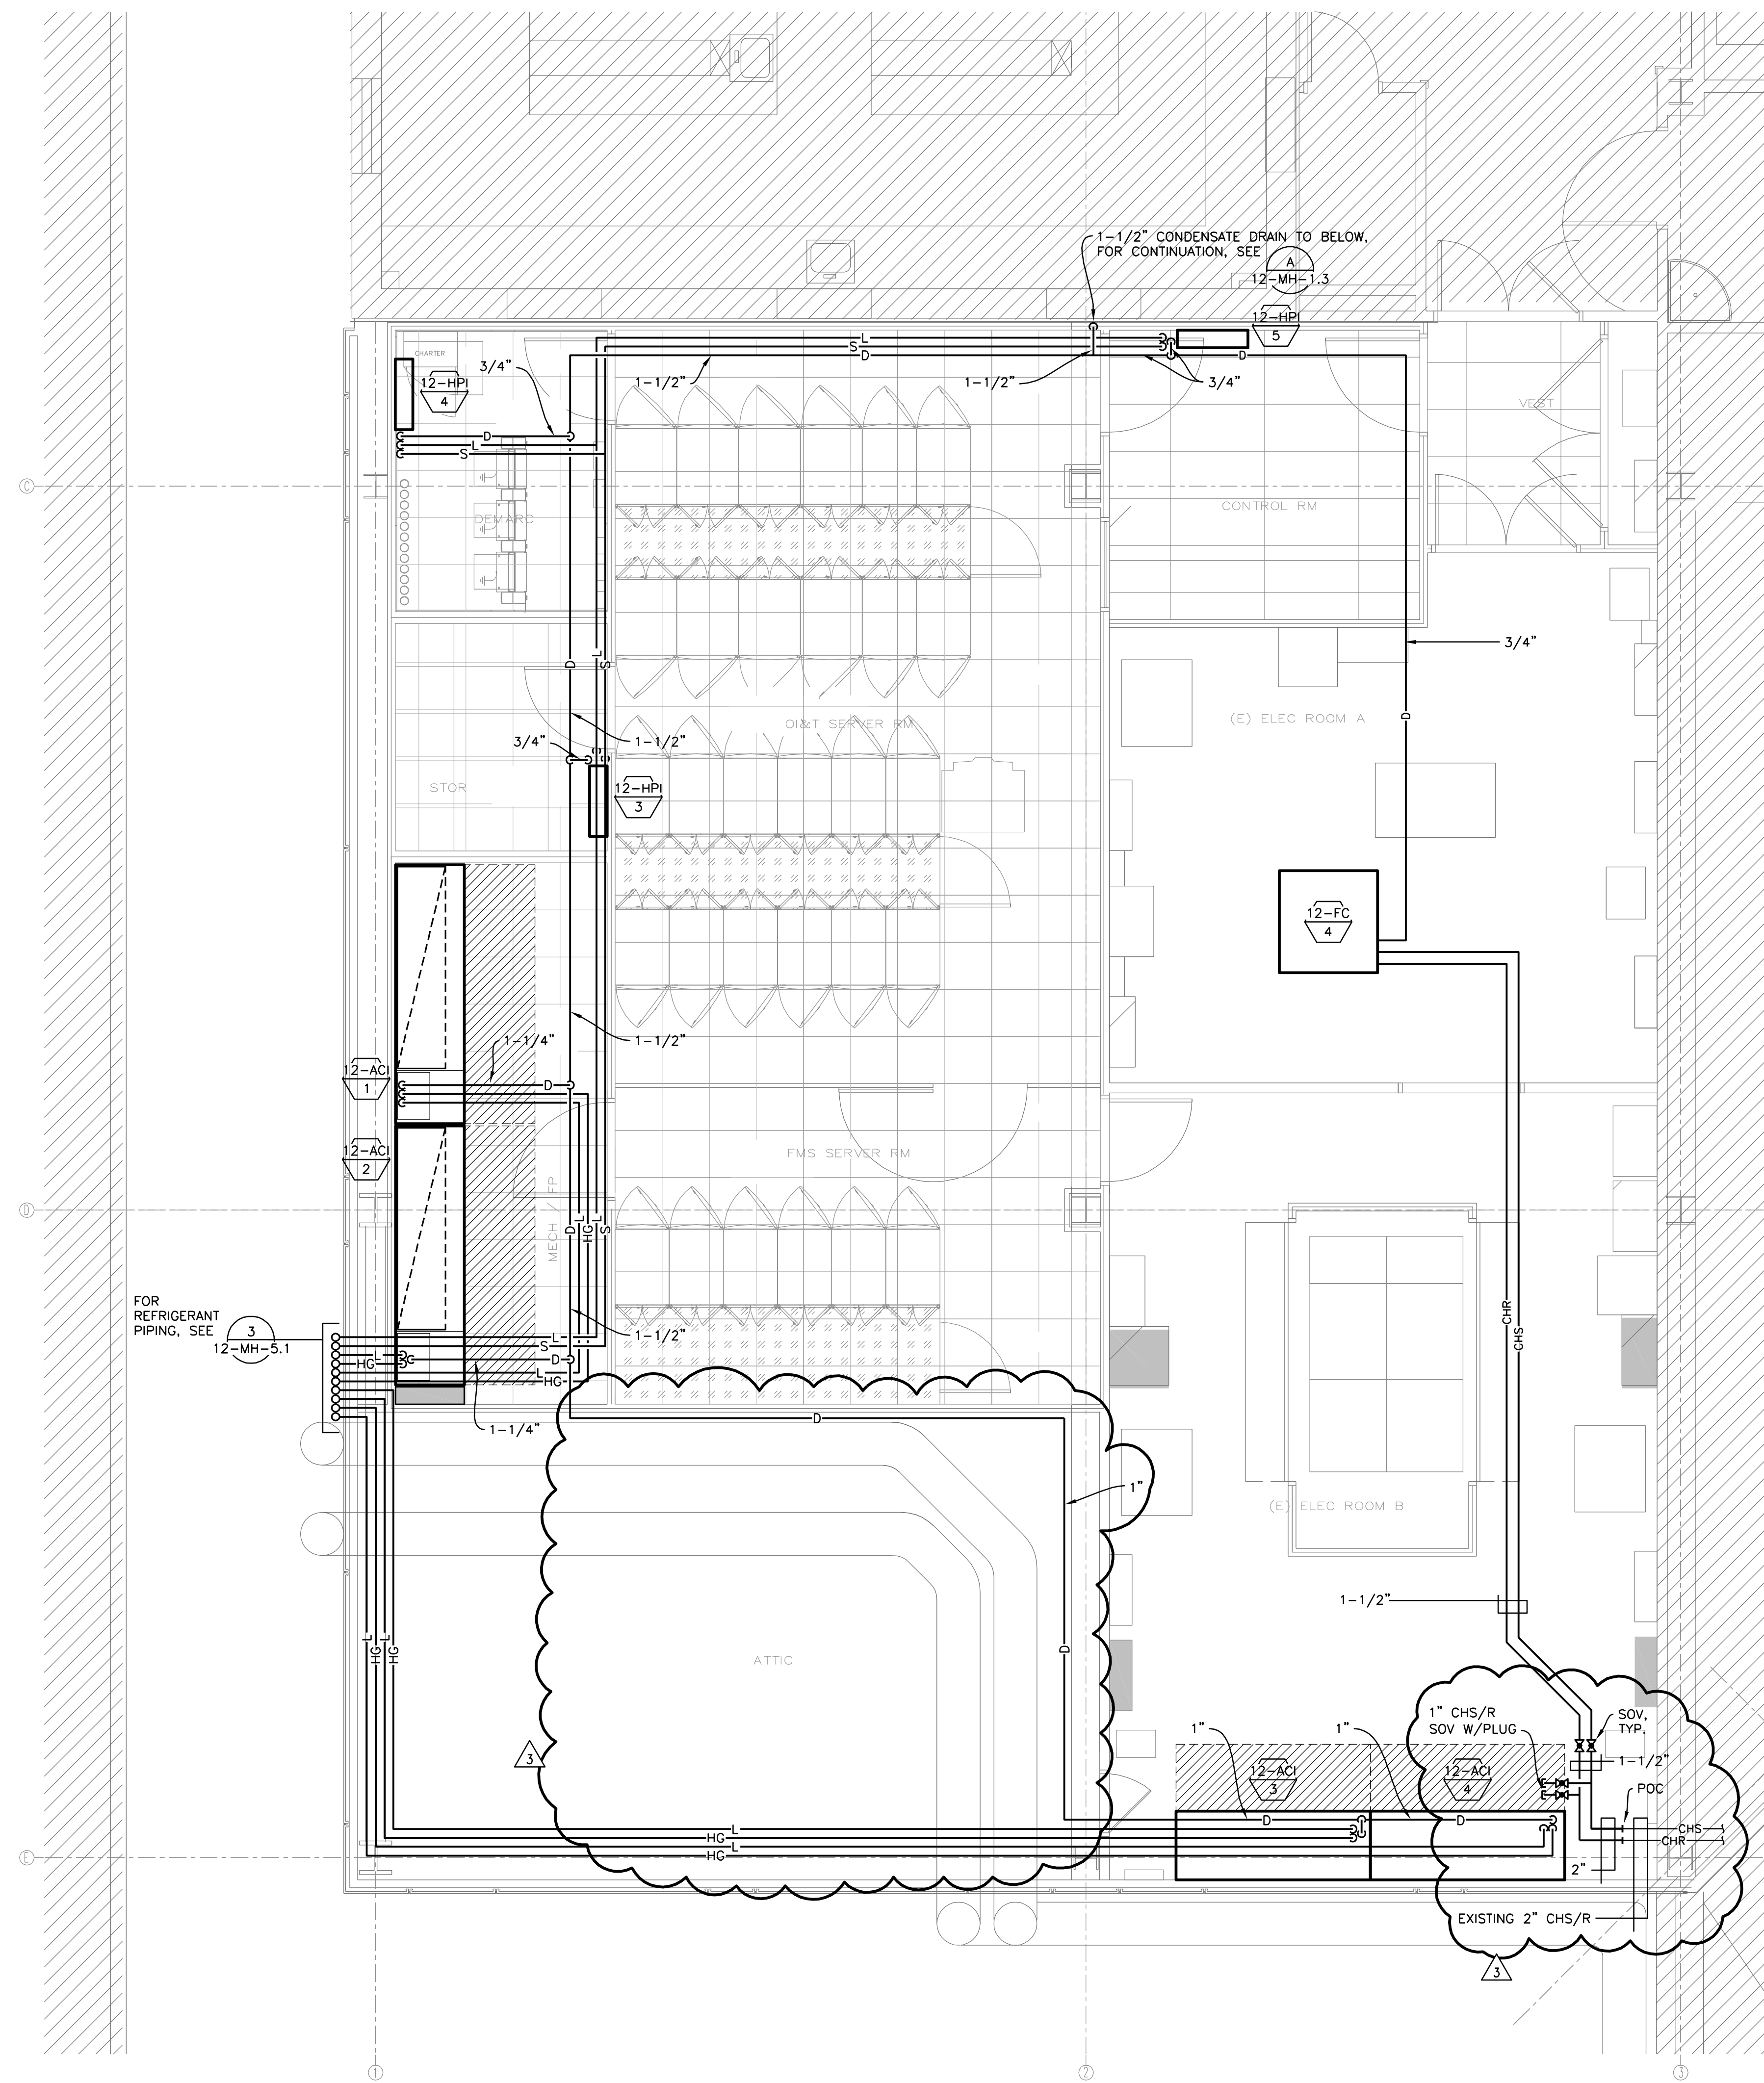 1-1/2" CONDENSATE DRAIN TO BELOW,
FOR CONTINUATION, SEE
A
12-MH-1.3
12-HPI
5
L
S
D
D
CHARTER
3/4"
12-HPI
4
1-1/2"
1-1/2"
3/4"
VEST
D
L
S
C
CONTROL RM
DEMARC
3/4"
D
L
S
D
OI&T SERVER RM
(E) ELEC ROOM A
1-1/2"
3/4"
STOR
12-HPI
3
12-FC
4
1-1/4"
1-1/2"
12-ACI
1
D
12-ACI
2
FMS SERVER RM
MECH / FP
D
D
HG
L
L
S
CHR
CHS
FOR
REFRIGERANT
PIPING, SEE
3
12-MH-5.1
L
S
L
HG
D
L
HG
1-1/2"
1-1/4"
D
1"
(E) ELEC ROOM B
1-1/2"
L
HG
L
HG
D
ATTIC
1" CHS/R
SOV W/PLUG
SOV,
TYP.
1"
1"
3
12-ACI
3
12-ACI
4
1-1/2"
POC
D
D
L
HG
L
HG
CHS
CHR
E
2"
EXISTING 2" CHS/R
3
1
2
3